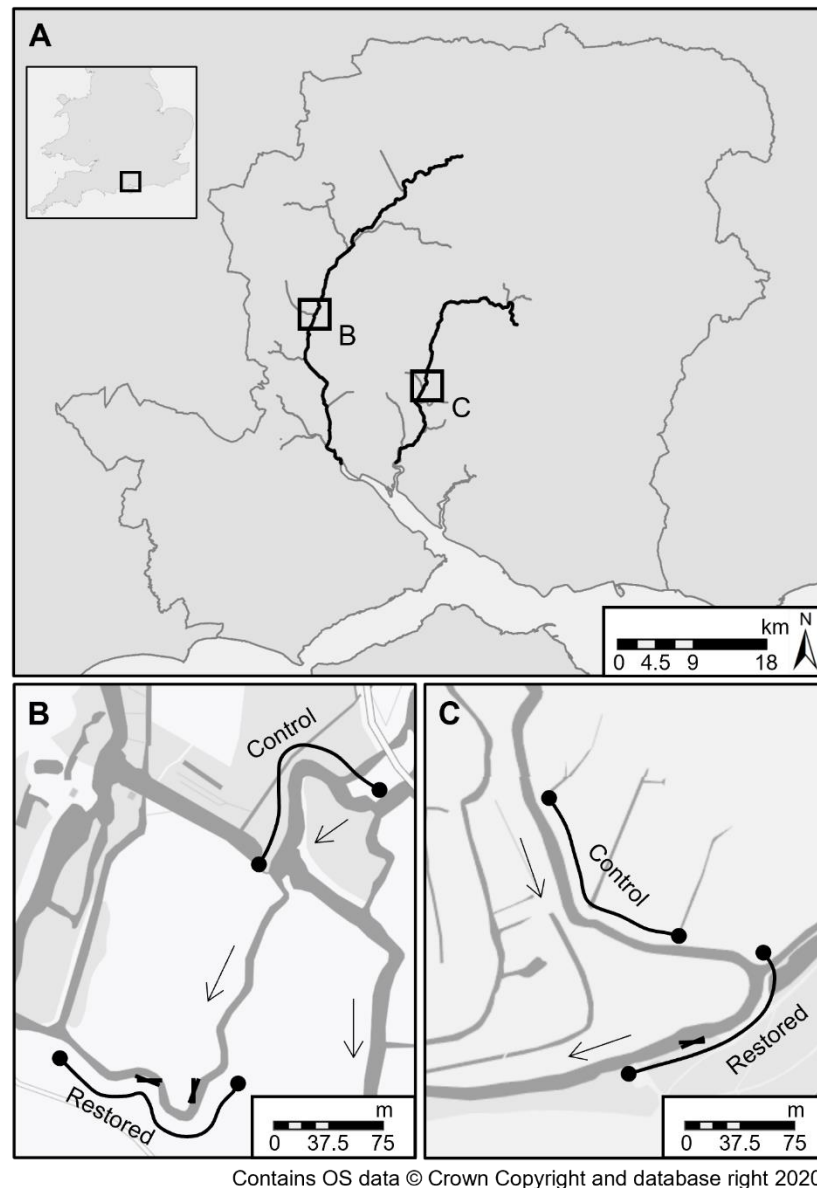 A
B
C
km
N
0 4.5 9 18
B
Control
Restored
m
0 37.5 75
C
Control
Restored
m
0 37.5 75
Contains OS data © Crown Copyright and database right 2020